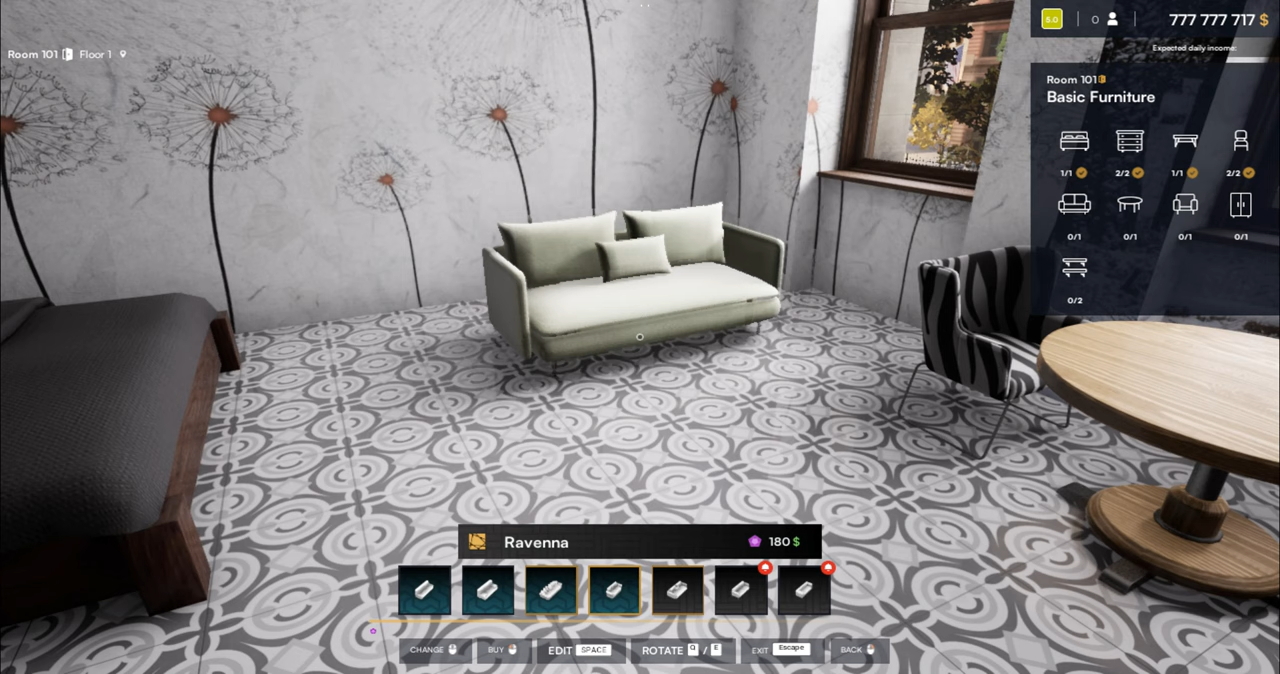 5.0 0 777 777 717 $
Room 101 Floor 1
Expected daily income:
Room 101
Basic Furniture
1/1 2/2 1/1 2/2
0/1 0/1 0/1 0/1
0/2
Ravenna 180 $
CHANGE BUY EDIT SPACE ROTATE Q / E EXIT Escape BACK